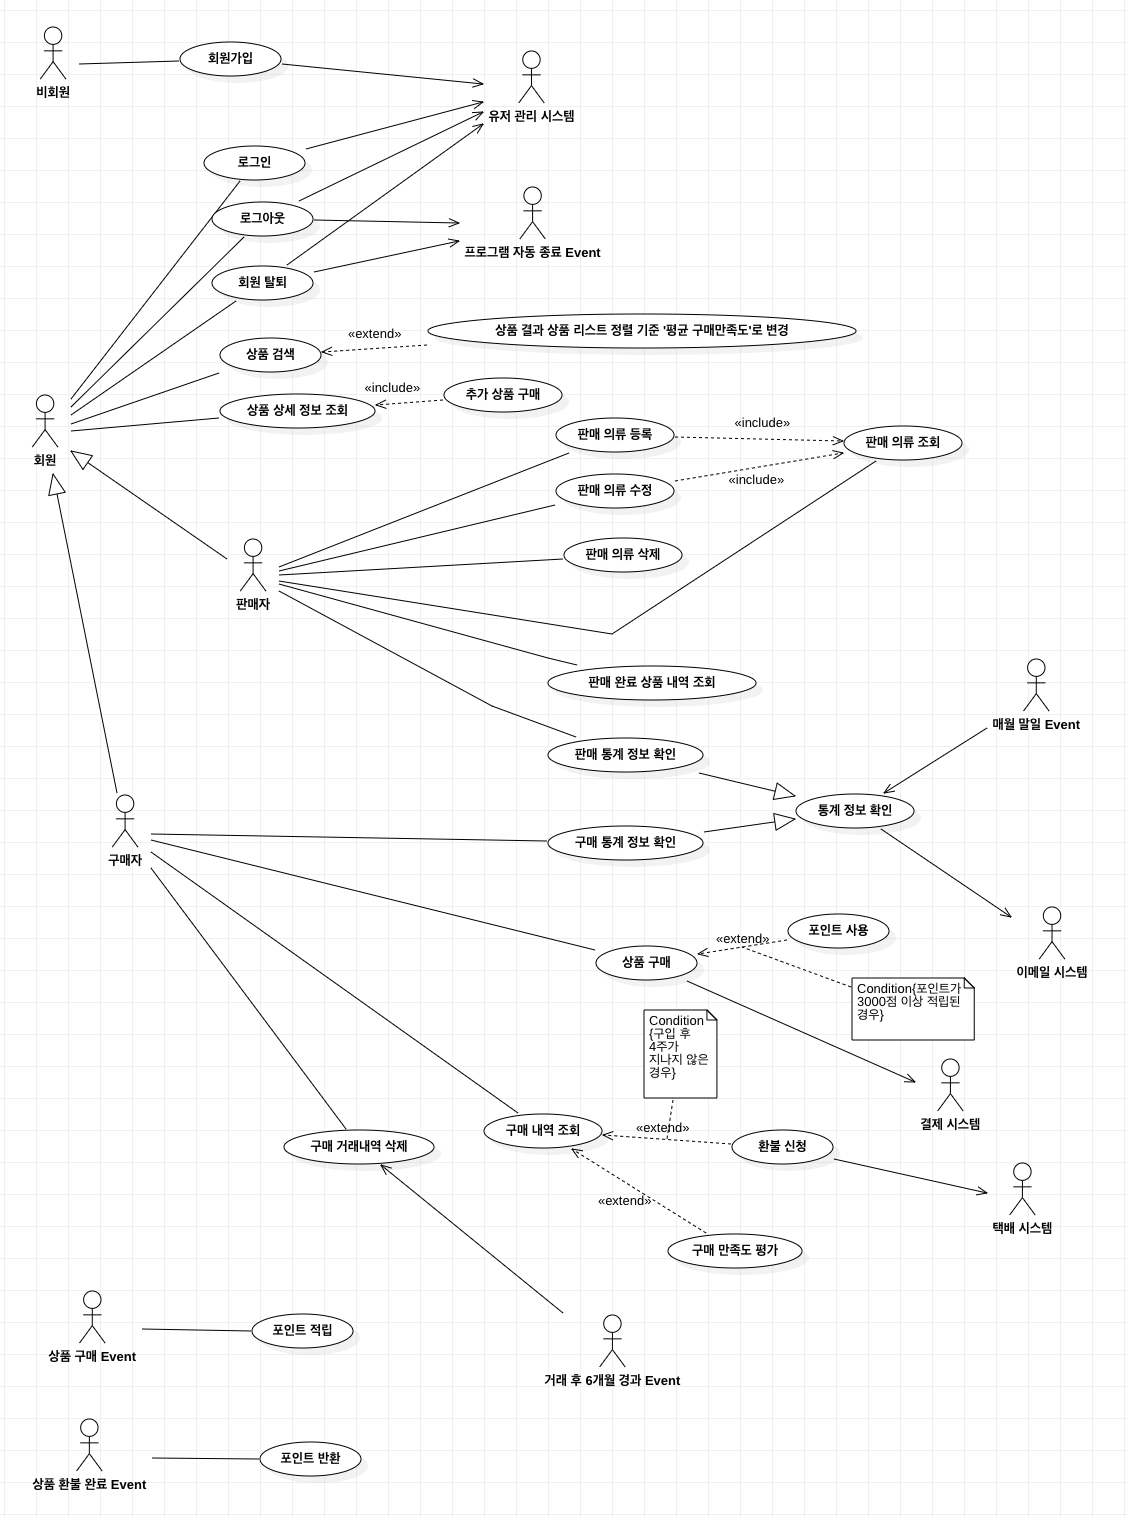 비회원
회원가입
유저 관리 시스템
로그인
로그아웃
프로그램 자동 종료 Event
회원 탈퇴
상품 검색
«extend»
상품 결과 상품 리스트 정렬 기준 '평균 구매만족도'로 변경
상품 상세 정보 조회
«include»
추가 상품 구매
회원
판매 의류 등록
«include»
판매 의류 조회
판매 의류 수정
«include»
판매 의류 삭제
판매자
판매 완료 상품 내역 조회
매월 말일 Event
판매 통계 정보 확인
통계 정보 확인
구매 통계 정보 확인
구매자
포인트 사용
«extend»
상품 구매
이메일 시스템
Condition{포인트가
3000점 이상 적립된
경우}
Condition
{구입 후
4주가
지나지 않은
경우}
결제 시스템
구매 내역 조회
«extend»
환불 신청
구매 거래내역 삭제
«extend»
택배 시스템
구매 만족도 평가
상품 구매 Event
포인트 적립
거래 후 6개월 경과 Event
상품 환불 완료 Event
포인트 반환